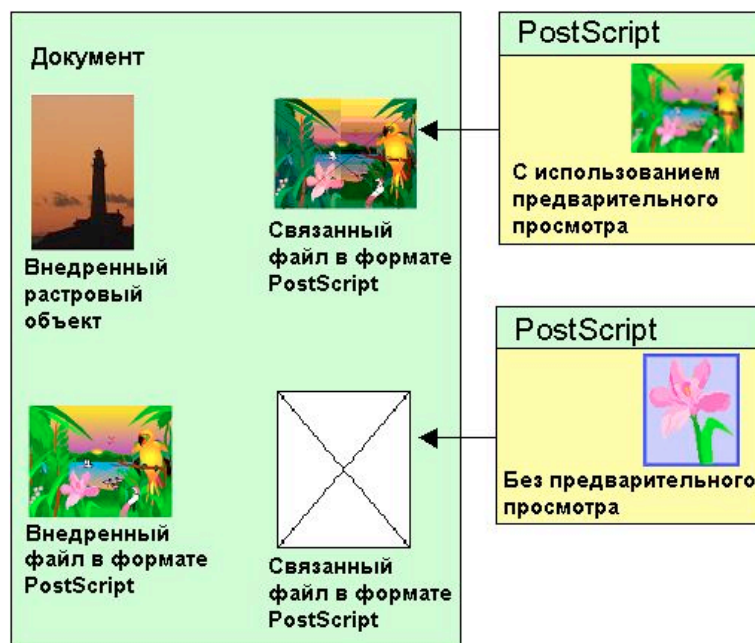 Документ
Внедренный
растровый
объект
Связанный
файл в формате
PostScript
Внедренный
файл в формате
PostScript
Связанный
файл в формате
PostScript
PostScript
С использованием
предварительного
просмотра
PostScript
Без предварительного
просмотра